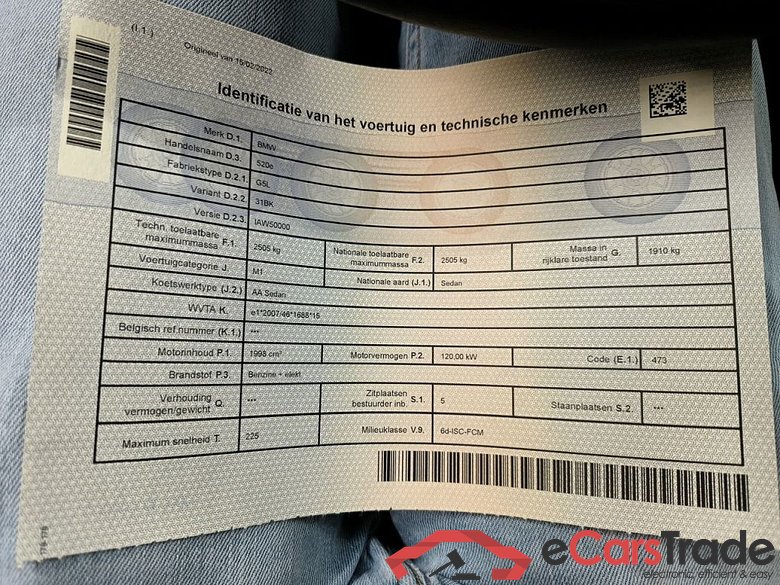 (I.1.)
Origineel van 15/02/2022
Identificatie van het voertuig en technische kenmerken
Merk D.1. BMW
Handelsnaam D.3. 520e
Fabriekstype D.2.1. G5L
Variant D.2.2. 31BK
Versie D.2.3. IAW50000
Techn. toelaatbare maximummassa F.1. 2505 kg Nationale toelaatbare maximummassa F.2. 2505 kg Massa in rijklare toestand G. 1910 kg
Voertuigcategorie J. M1 Nationale aard (J.1.) Sedan
Koetswerktype (J.2.) AA Sedan
WVTA K. e1*2007/46*1688*15
Belgisch ref.nummer (K.1.) ---
Motorinhoud P.1. 1998 cm³ Motorvermogen P.2. 120,00 kW Code (E.1.) 473
Brandstof P.3. Benzine + elekt.
Verhouding vermogen/gewicht Q. --- Zitplaatsen bestuurder inb. S.1. 5 Staanplaatsen S.2. ---
Maximum snelheid T. 225 Milieuklasse V.9. 6d-ISC-FCM
eCarsTrade
electronic, efficient & easy